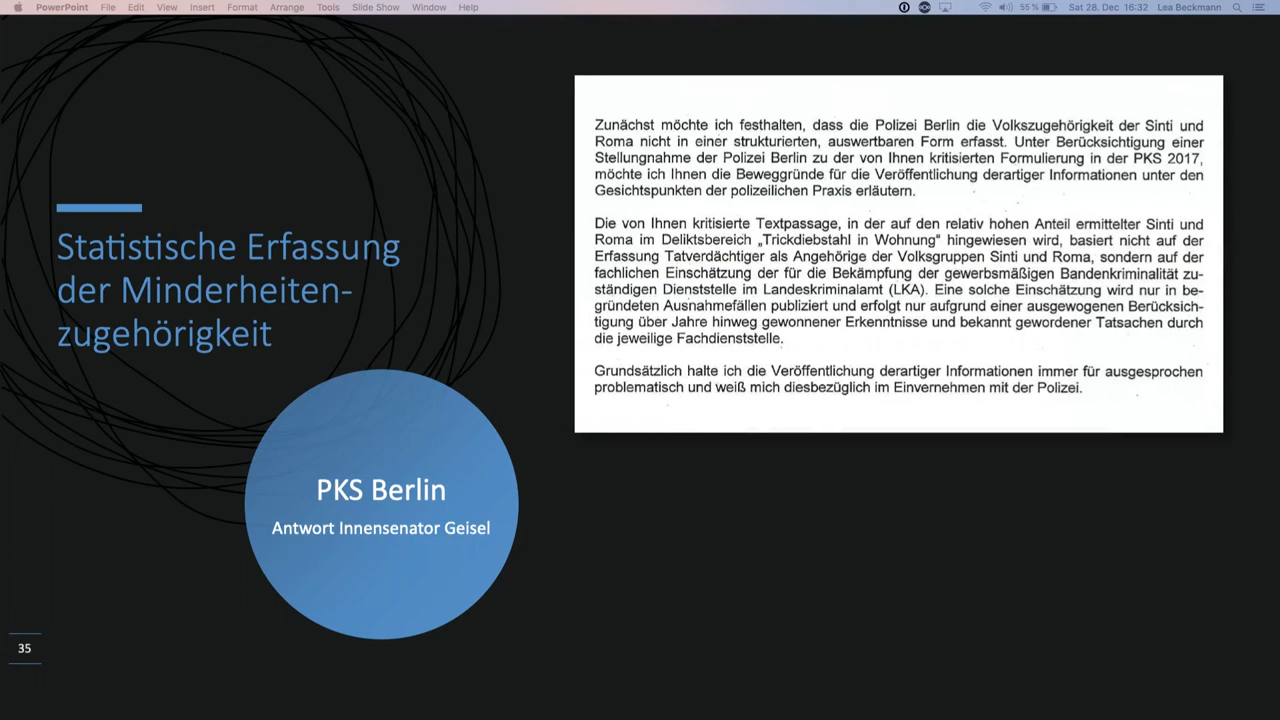 PowerPoint File Edit View Insert Format Arrange Tools Slide Show Window Help 55 % Sat 28. Dec 16:32 Lea Beckmann
Statistische Erfassung
der Minderheiten-
zugehörigkeit
PKS Berlin
Antwort Innensenator Geisel
35
Zunächst möchte ich festhalten, dass die Polizei Berlin die Volkszugehörigkeit der Sinti und
Roma nicht in einer strukturierten, auswertbaren Form erfasst. Unter Berücksichtigung einer
Stellungnahme der Polizei Berlin zu der von Ihnen kritisierten Formulierung in der PKS 2017,
möchte ich Ihnen die Beweggründe für die Veröffentlichung derartiger Informationen unter den
Gesichtspunkten der polizeilichen Praxis erläutern.
Die von Ihnen kritisierte Textpassage, in der auf den relativ hohen Anteil ermittelter Sinti und
Roma im Deliktsbereich „Trickdiebstahl in Wohnung" hingewiesen wird, basiert nicht auf der
Erfassung Tatverdächtiger als Angehörige der Volksgruppen Sinti und Roma, sondern auf der
fachlichen Einschätzung der für die Bekämpfung der gewerbsmäßigen Bandenkriminalität zu-
ständigen Dienststelle im Landeskriminalamt (LKA). Eine solche Einschätzung wird nur in be-
gründeten Ausnahmefällen publiziert und erfolgt nur aufgrund einer ausgewogenen Berücksich-
tigung über Jahre hinweg gewonnener Erkenntnisse und bekannt gewordener Tatsachen durch
die jeweilige Fachdienststelle.
Grundsätzlich halte ich die Veröffentlichung derartiger Informationen immer für ausgesprochen
problematisch und weiß mich diesbezüglich im Einvernehmen mit der Polizei.